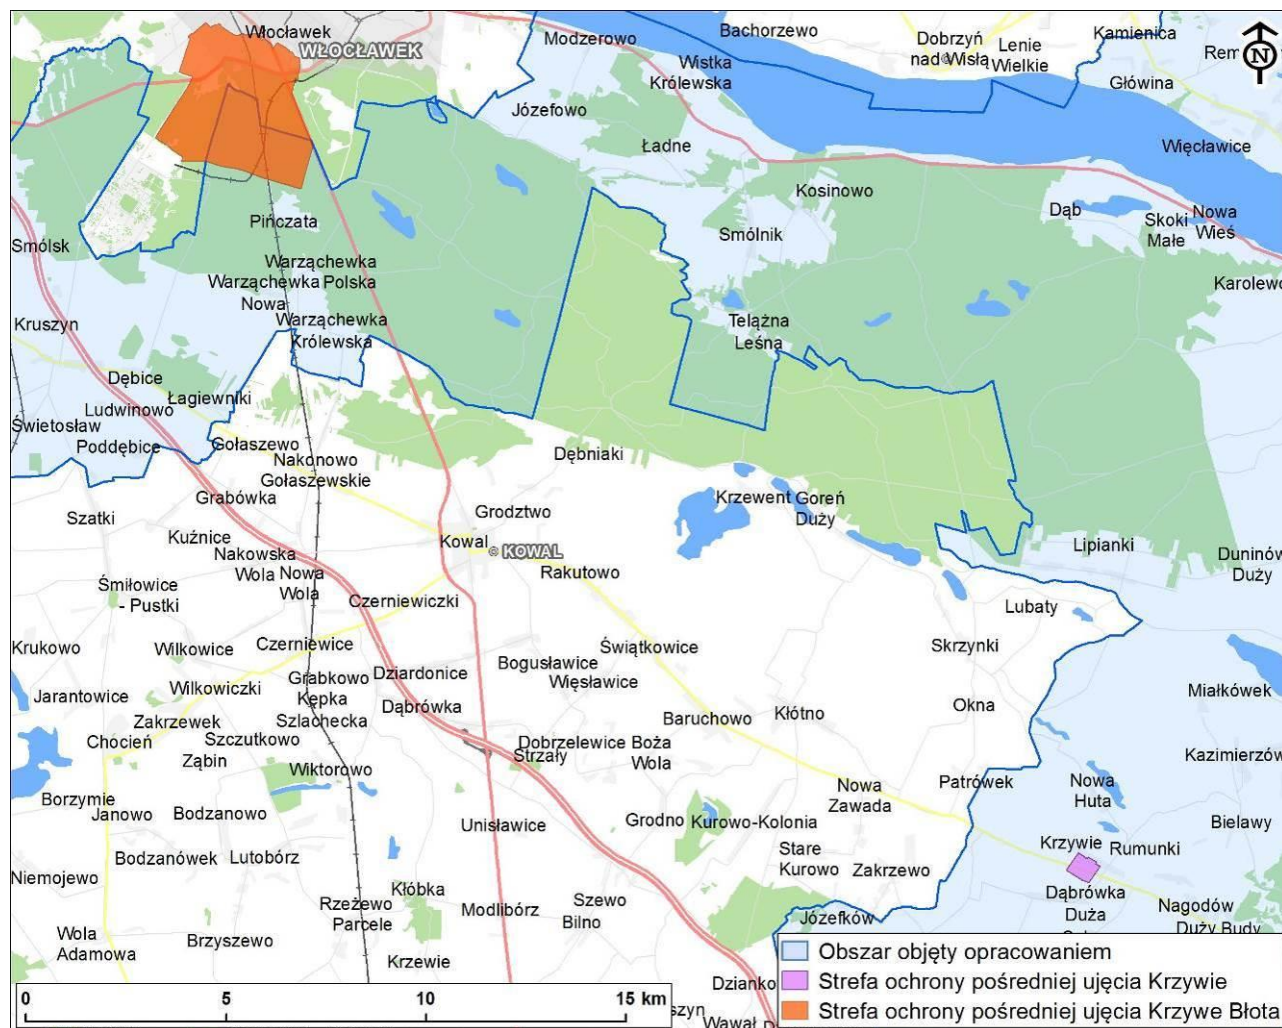 Włocławek
WŁOCŁAWEK
Modzerowo
Bachorzewo
Dobrzyń
nad Wisłą
Lenie
Wielkie
Kamienica
N
Wistka
Królewska
Główina
Józefowo
Ładne
Więcławice
Kosinowo
Smólnik
Dąb
Skoki
Małe
Nowa
Wieś
Pińczata
Smólsk
Warząchewka
Polska
Warząchewka
Nowa
Karolewo
Kruszyn
Warząchewka
Królewska
Telążna
Leśna
Dębice
Łagiewniki
Ludwinowo
Świetosław
Poddębice
Gołaszewo
Nakonowo
Gołaszewskie
Dębniaki
Grabówka
Krzewent
Goreń
Duży
Szatki
Grodztwo
Kuźnice
Kowal
KOWAL
Lipianki
Nakowska
Wola
Nowa
Wola
Rakutowo
Duninów
Duży
Śmiłowice
- Pustki
Czerniewiczki
Lubaty
Krukowo
Wilkowice
Czerniewice
Świątkowice
Skrzynki
Bogusławice
Więsławice
Jarantowice
Wilkowiczki
Grabkowo
Kępka
Szlachecka
Dziardonice
Dąbrówka
Miałkówek
Okna
Zakrzewek
Baruchowo
Kłótno
Chocień
Szczutkowo
Ząbin
Dobrzelewice
Strzały
Boża
Wola
Kazimierzów
Wiktorowo
Nowa
Zawada
Patrówek
Nowa
Huta
Borzymie
Janowo
Bodzanowo
Unisławice
Grodno
Kurowo-Kolonia
Bielawy
Krzywie
Rumunki
Bodzanówek
Lutobórz
Stare
Kurowo
Zakrzewo
Niemojewo
Kłóbka
Dąbrówka
Duża
Rzeżewo
Parcele
Modlibórz
Szewo
Bilno
Józefków
Nagodów
Duży Budy
Wola
Adamowa
Brzyszewo
Krzewie
Obszar objęty opracowaniem
Strefa ochrony pośredniej ujęcia Krzywie
Strefa ochrony pośredniej ujęcia Krzywe Błota
0 5 10 15 km